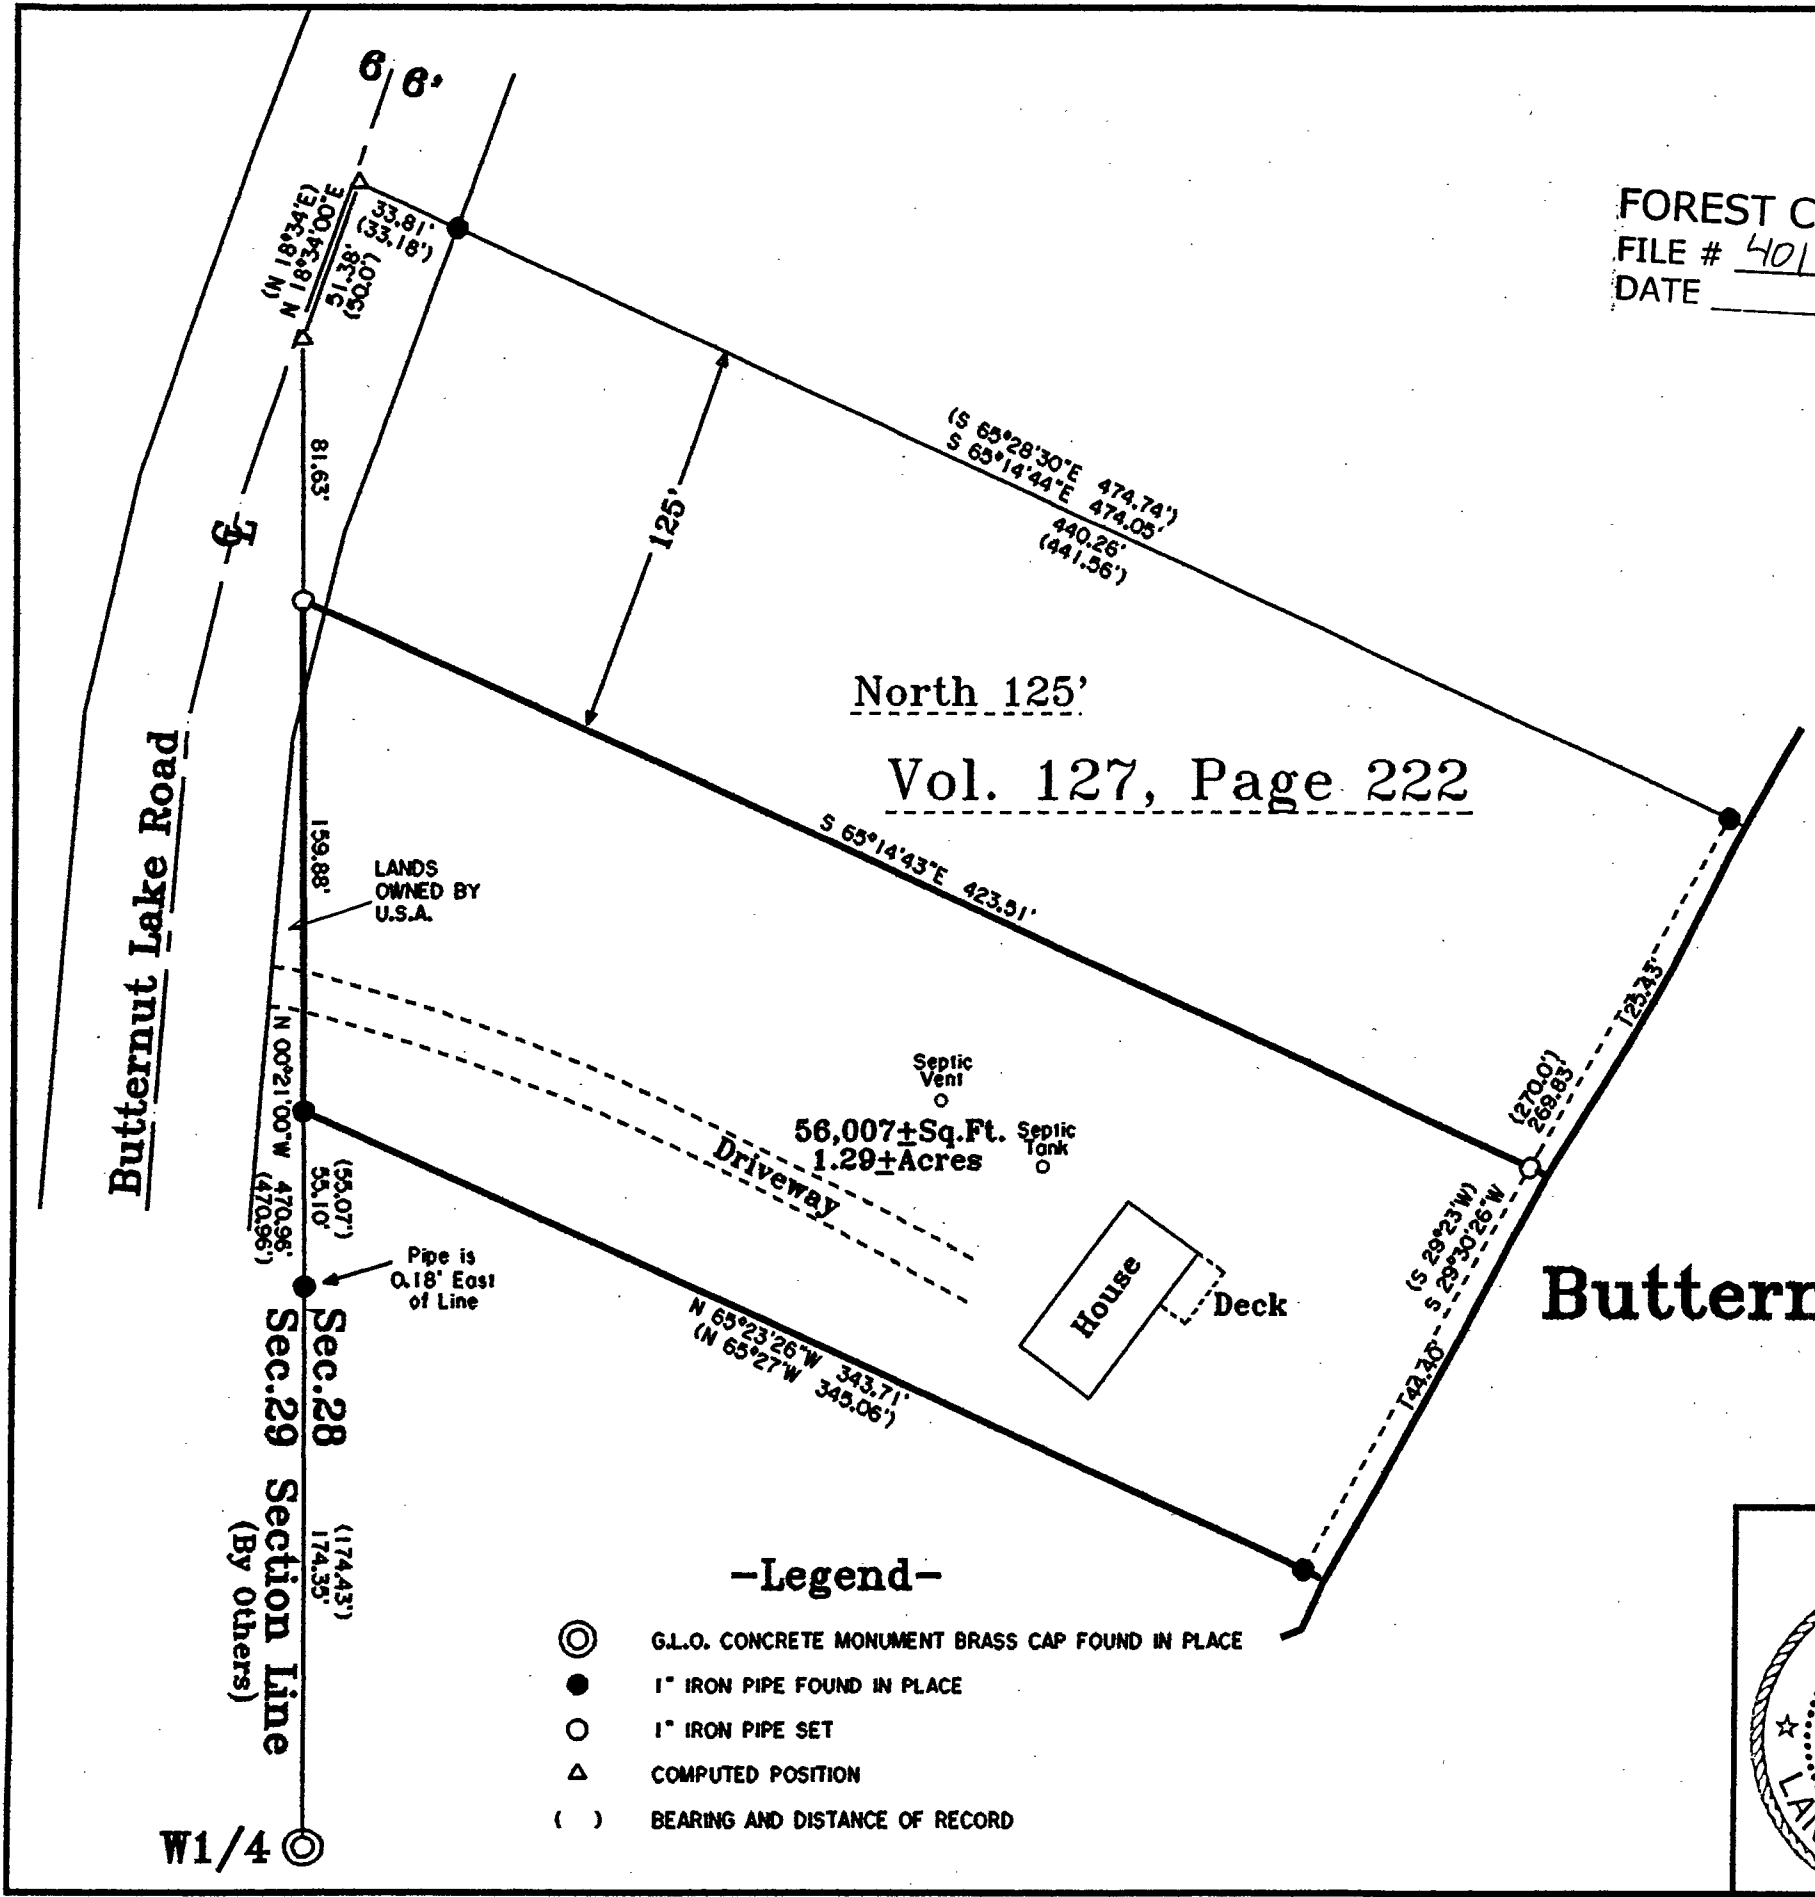 6 6'
FOREST C
FILE # 401
DATE
(N 18°34'E)
N 18°34'00"E
33.81'
(33.18')
51.38'
(50.0')
81.63'
125'
(S 65°28'30"E 474.74')
S 65°14'44"E 474.05'
440.26'
(441.56')
North 125'
Vol. 127, Page 222
Butternut Lake Road
159.88'
LANDS
OWNED BY
U.S.A.
S 65°14'43"E 423.51'
125.43'
(270.0')
269.83'
(S 29°23'W)
S 29°30'26"W
144.40'
Septic
Vent
56,007±Sq.Ft.
1.29±Acres
Septic
Tank
Driveway
House
Deck
Buttern
N 00°21'00"W 470.96'
(470.96')
(55.07')
55.10'
Pipe is
0.18' East
of Line
N 65°23'26"W 343.71'
(N 65°27'W 345.06')
Sec.28
Sec.29 Section Line
(By Others)
(174.43')
174.35'
W1/4
-Legend-
G.L.O. CONCRETE MONUMENT BRASS CAP FOUND IN PLACE
1" IRON PIPE FOUND IN PLACE
1" IRON PIPE SET
COMPUTED POSITION
( ) BEARING AND DISTANCE OF RECORD
LAN